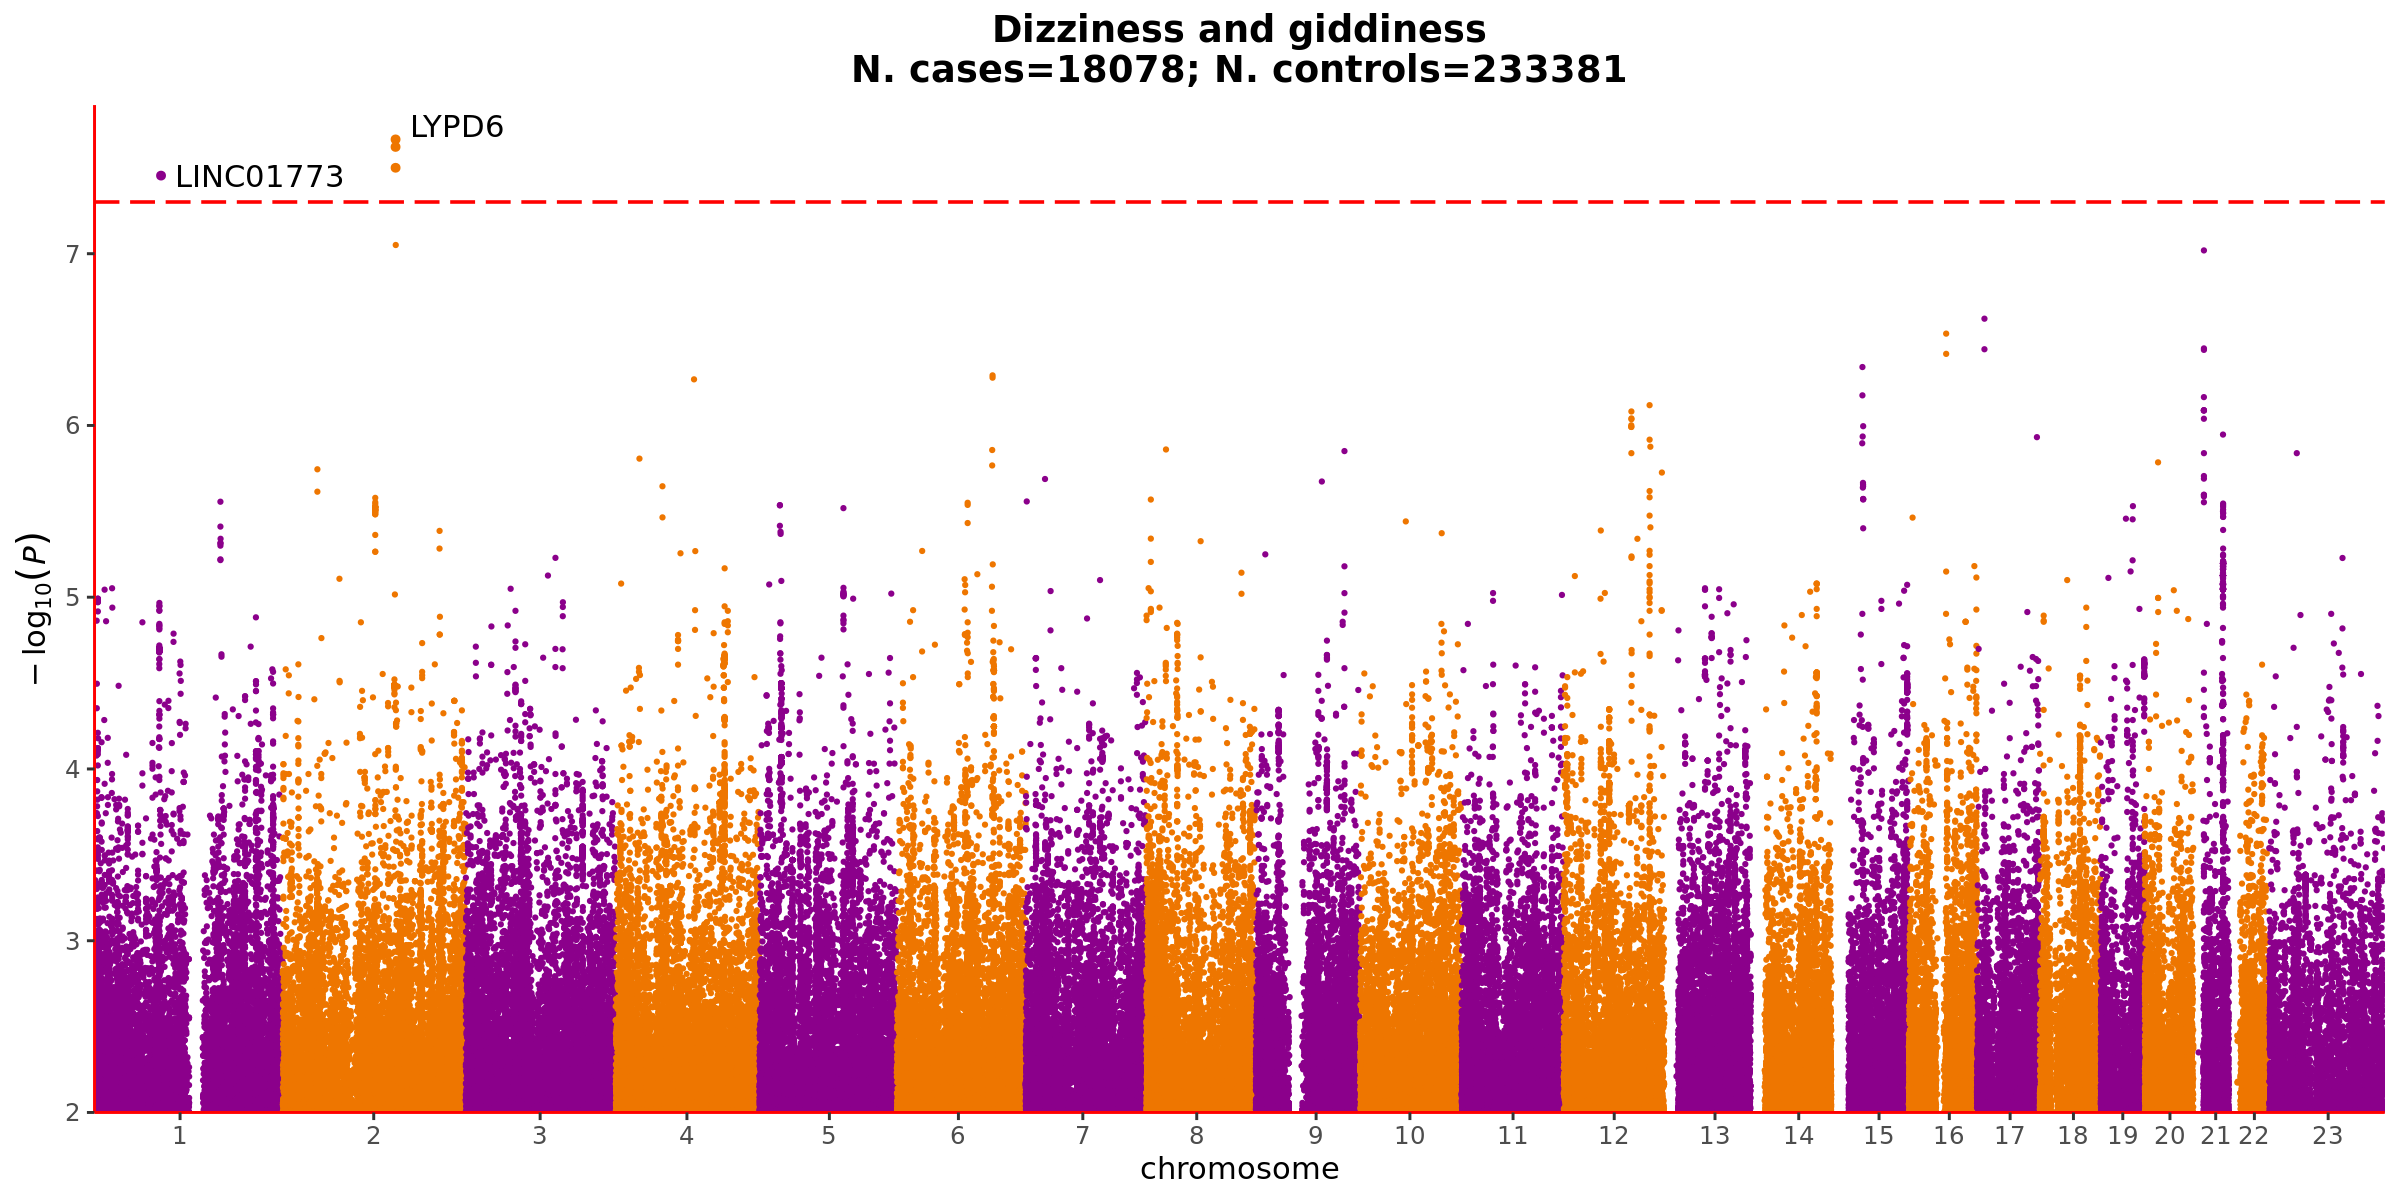 Dizziness and giddiness
N. cases=18078; N. controls=233381
LYPD6
LINC01773
7
6
5
4
3
2
−log₁₀(P)
1 2 3 4 5 6 7 8 9 10 11 12 13 14 15 16 17 18 19 20 21 22 23
chromosome